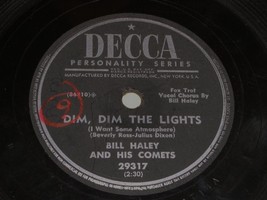 DECCA
PERSONALITY SERIES
MANUFACTURED BY DECCA RECORDS, INC., NEW YORK, U.S.A.
Fox Trot
Vocal Chorus By
Bill Haley
DIM, DIM THE LIGHTS
(I Want Some Atmosphere)
(Beverly Ross-Julius Dixon)
BILL HALEY
AND HIS COMETS
29317
(2:30)